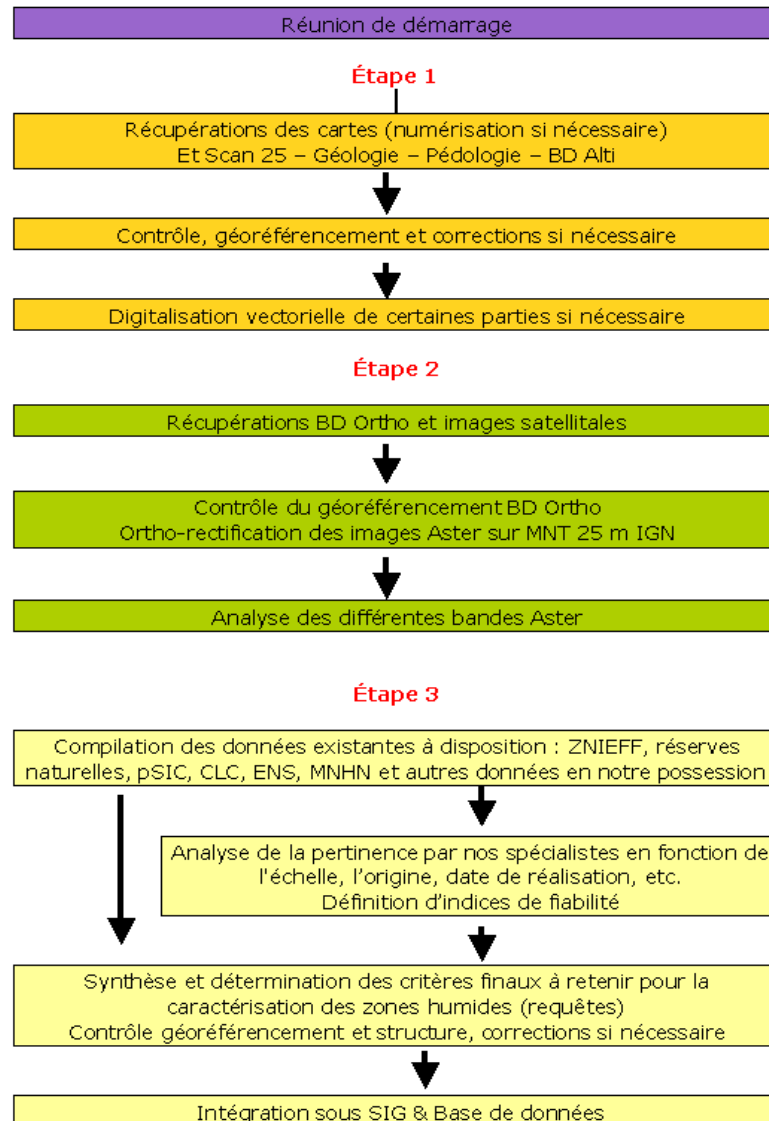 Réunion de démarrage
Étape 1
Récupérations des cartes (numérisation si nécessaire)
Et Scan 25 – Géologie – Pédologie – BD Alti
Contrôle, géoréférencement et corrections si nécessaire
Digitalisation vectorielle de certaines parties si nécessaire
Étape 2
Récupérations BD Ortho et images satellitales
Contrôle du géoréférencement BD Ortho
Ortho-rectification des images Aster sur MNT 25 m IGN
Analyse des différentes bandes Aster
Étape 3
Compilation des données existantes à disposition : ZNIEFF, réserves
naturelles, pSIC, CLC, ENS, MNHN et autres données en notre possession
Analyse de la pertinence par nos spécialistes en fonction de
l'échelle, l’origine, date de réalisation, etc.
Définition d’indices de fiabilité
Synthèse et détermination des critères finaux à retenir pour la
caractérisation des zones humides (requêtes)
Contrôle géoréférencement et structure, corrections si nécessaire
Intégration sous SIG & Base de données